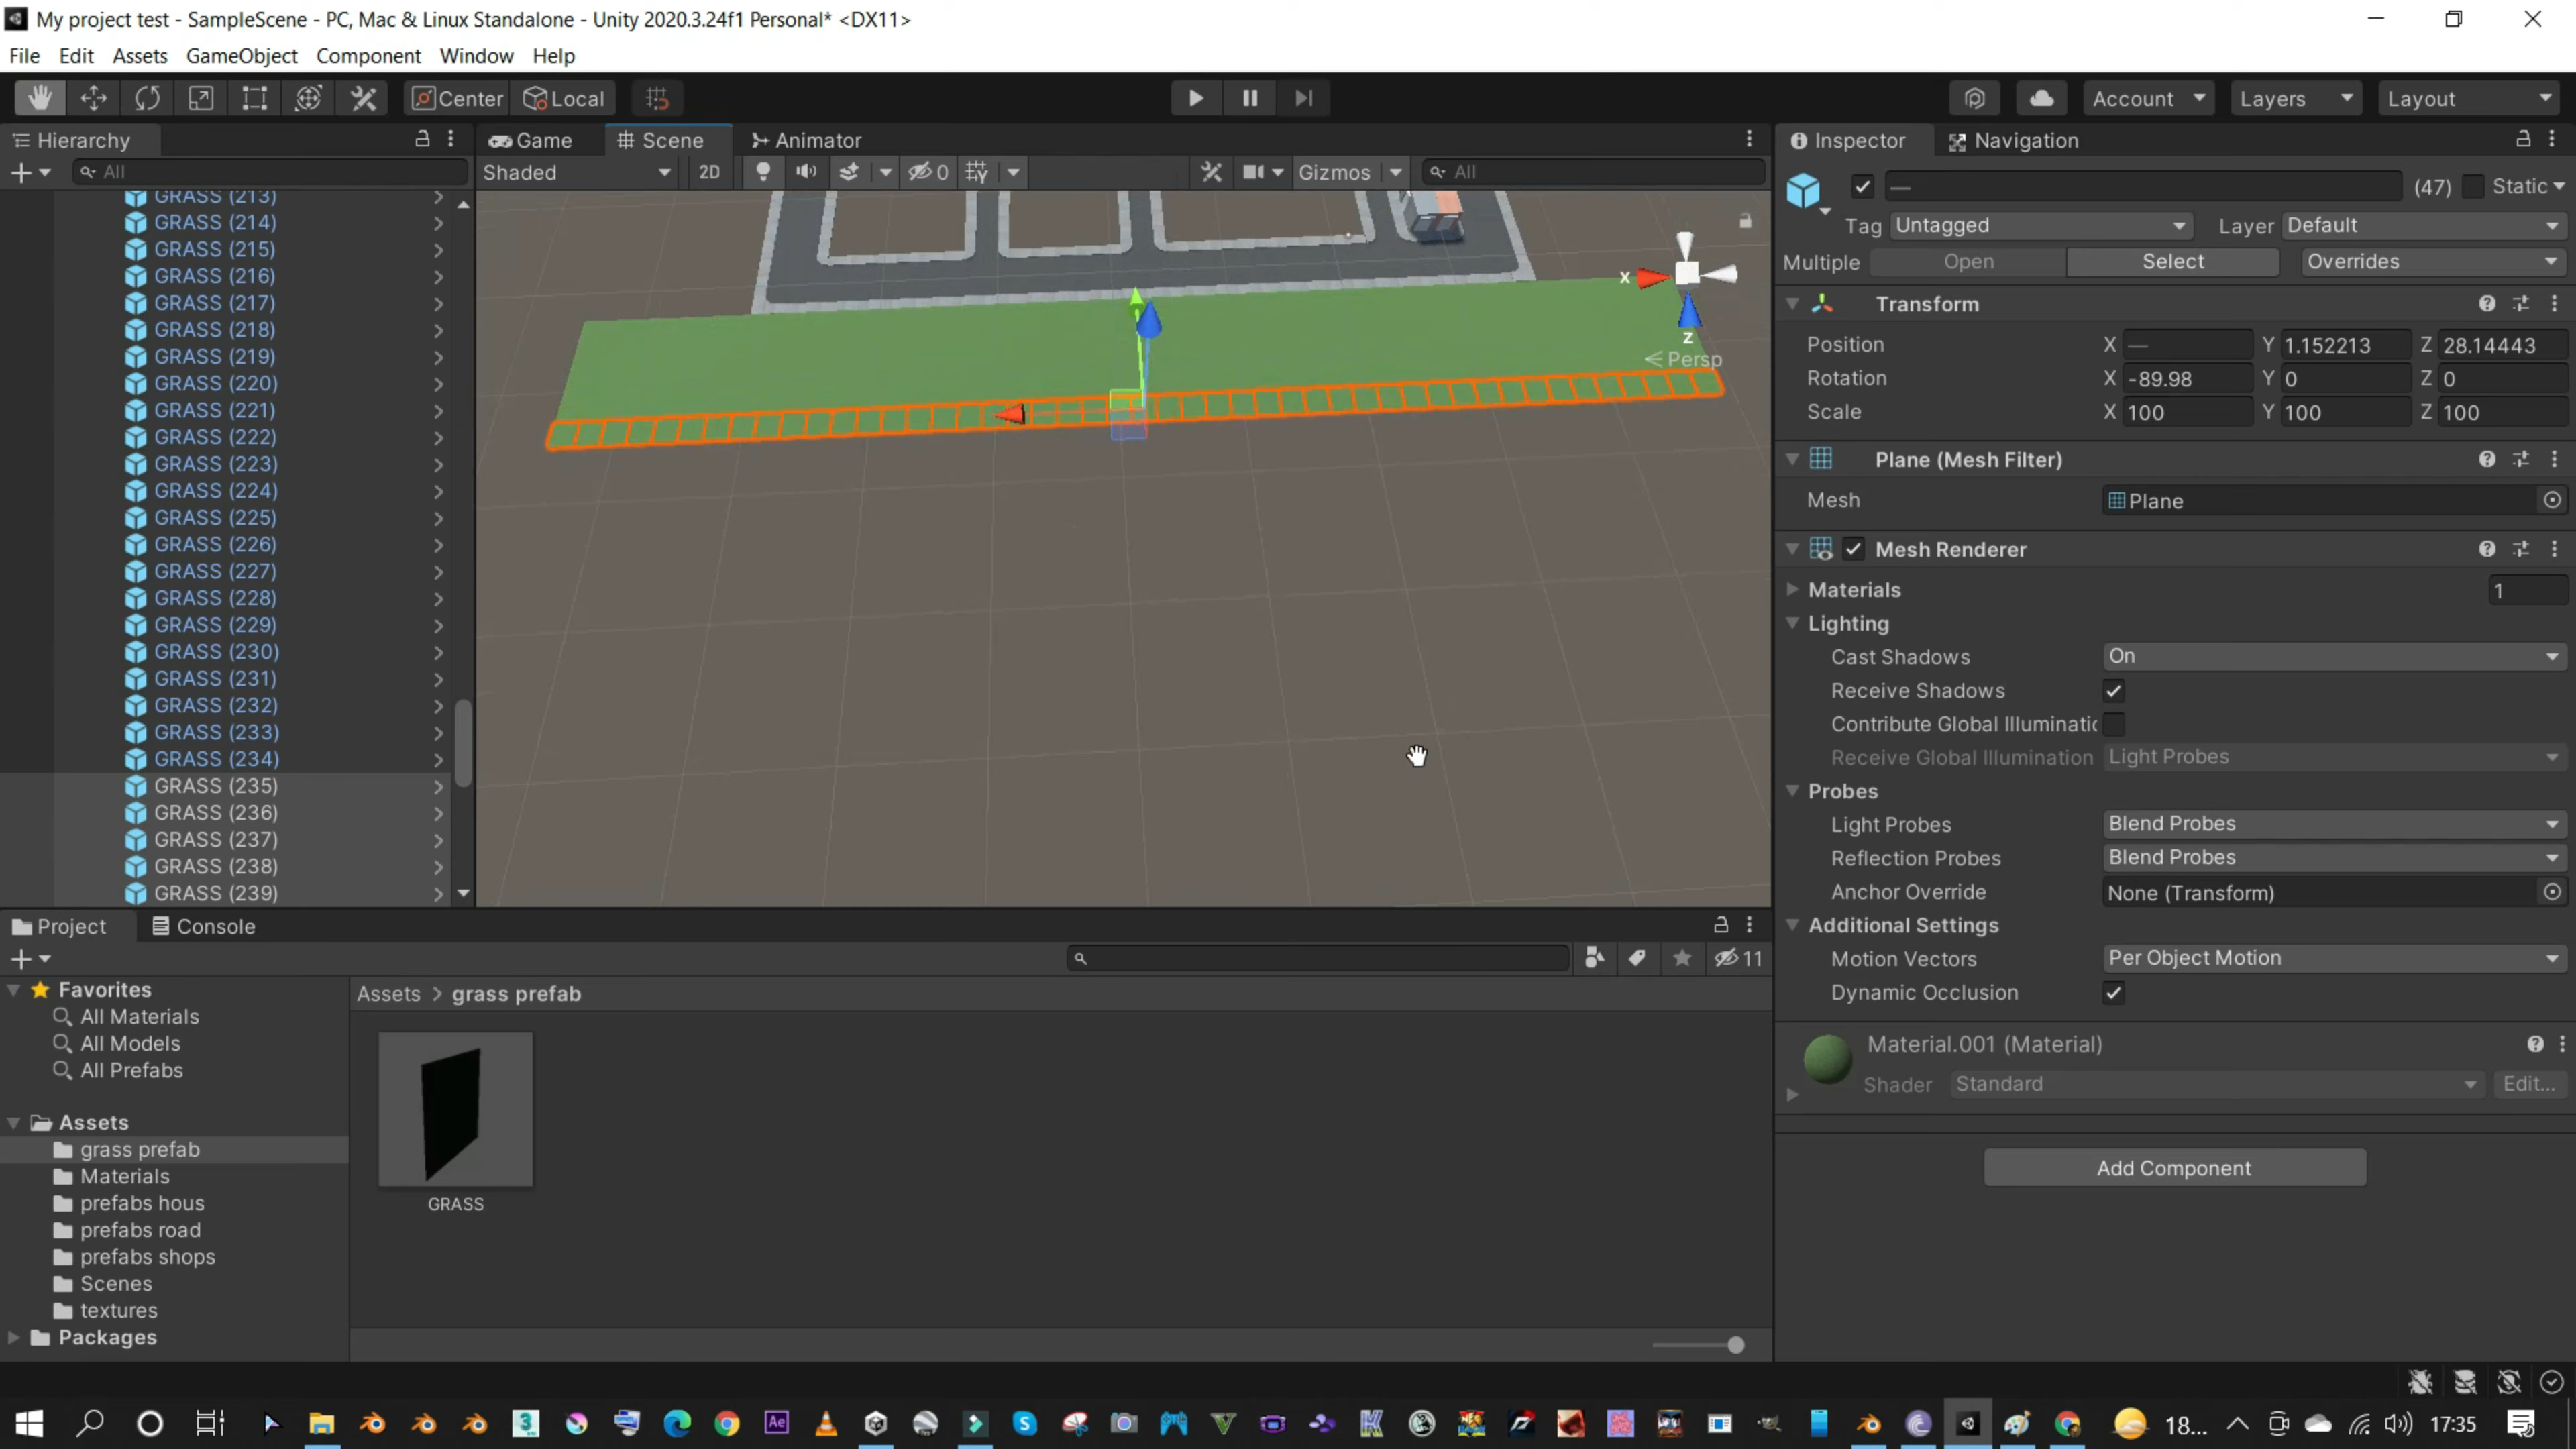 My project test - SampleScene - PC, Mac & Linux Standalone - Unity 2020.3.24f1 Personal* <DX11>
File Edit Assets GameObject Component Window Help
Center Local Account Layers Layout
Hierarchy
All
GRASS (213)
GRASS (214)
GRASS (215)
GRASS (216)
GRASS (217)
GRASS (218)
GRASS (219)
GRASS (220)
GRASS (221)
GRASS (222)
GRASS (223)
GRASS (224)
GRASS (225)
GRASS (226)
GRASS (227)
GRASS (228)
GRASS (229)
GRASS (230)
GRASS (231)
GRASS (232)
GRASS (233)
GRASS (234)
GRASS (235)
GRASS (236)
GRASS (237)
GRASS (238)
GRASS (239)
Game Scene Animator
Shaded 2D 0 Gizmos All
x
z
Persp
Inspector Navigation
— (47) Static
Tag Untagged Layer Default
Multiple Open Select Overrides
Transform
Position X — Y 1.152213 Z 28.14443
Rotation X -89.98 Y 0 Z 0
Scale X 100 Y 100 Z 100
Plane (Mesh Filter)
Mesh Plane
Mesh Renderer
Materials 1
Lighting
Cast Shadows On
Receive Shadows
Contribute Global Illuminatic
Receive Global Illumination Light Probes
Probes
Light Probes Blend Probes
Reflection Probes Blend Probes
Anchor Override None (Transform)
Additional Settings
Motion Vectors Per Object Motion
Dynamic Occlusion
Material.001 (Material)
Shader Standard Edit...
Add Component
Project Console
11
Favorites
All Materials
All Models
All Prefabs
Assets
grass prefab
Materials
prefabs hous
prefabs road
prefabs shops
Scenes
textures
Packages
Assets > grass prefab
GRASS
18... 17:35